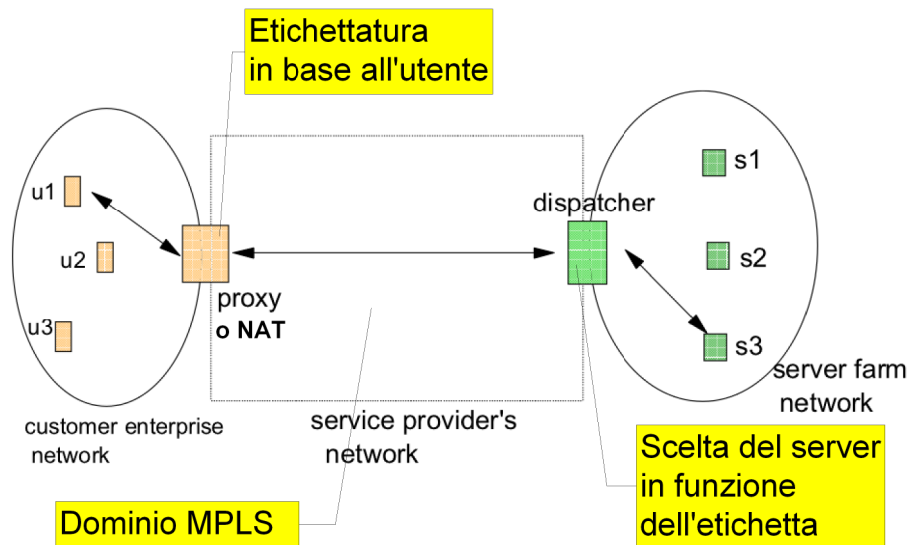 Etichettatura
in base all'utente
u1
u2
u3
proxy
o NAT
customer enterprise
network
service provider's
network
dispatcher
s1
s2
s3
server farm
network
Dominio MPLS
Scelta del server
in funzione
dell'etichetta